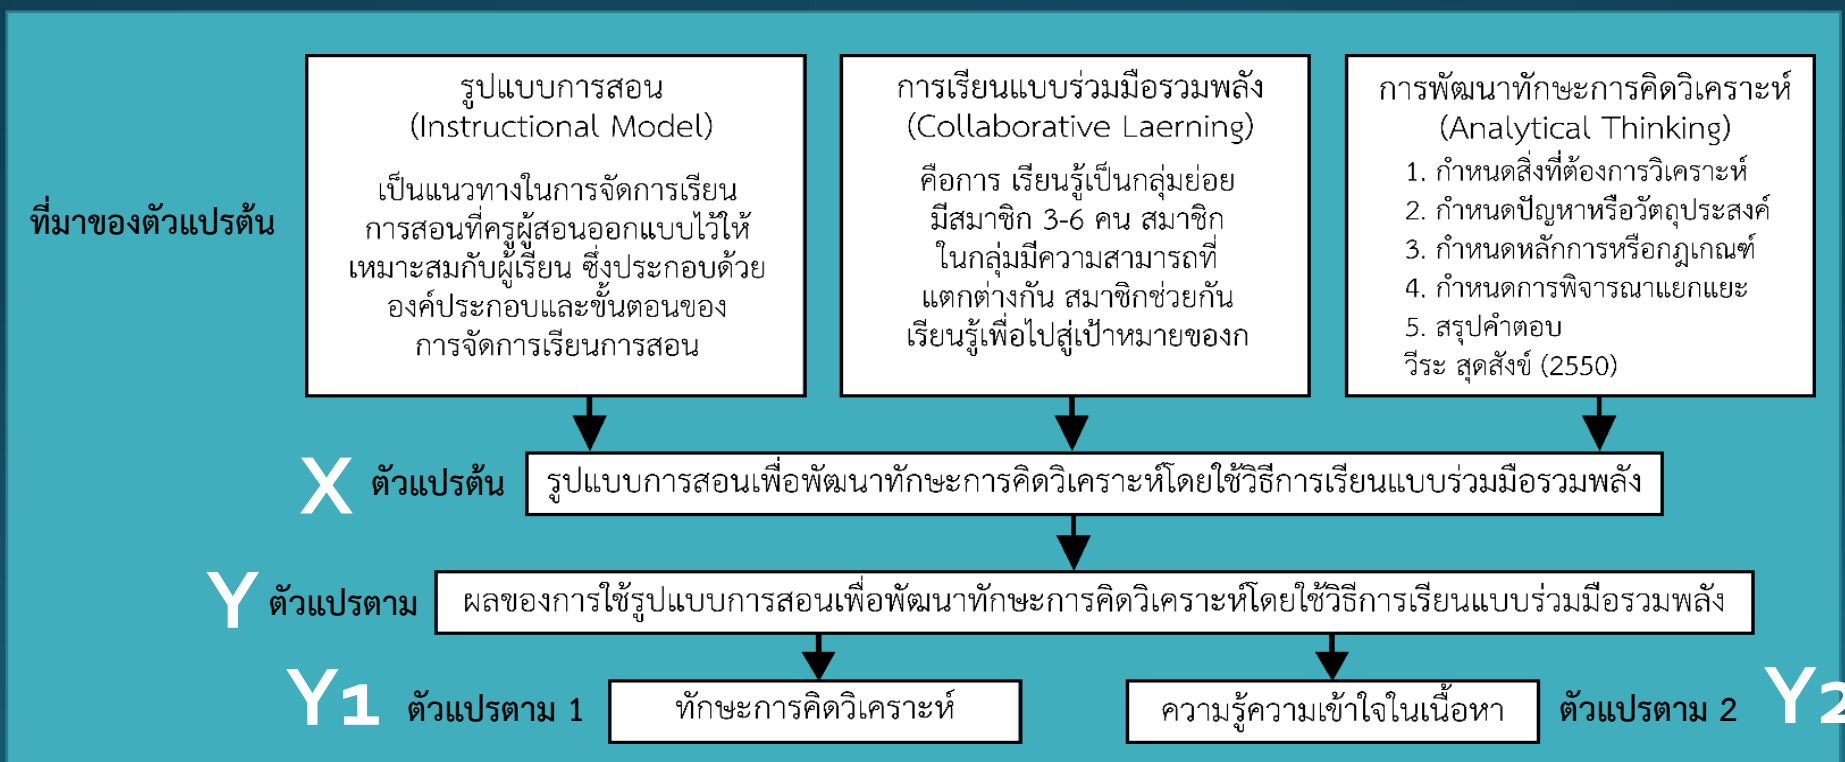 ที่มาของตัวแปรต้น
รูปแบบการสอน
(Instructional Model)
เป็นแนวทางในการจัดการเรียน
การสอนที่ครูผู้สอนออกแบบไว้ให้
เหมาะสมกับผู้เรียน ซึ่งประกอบด้วย
องค์ประกอบและขั้นตอนของ
การจัดการเรียนการสอน
การเรียนแบบร่วมมือรวมพลัง
(Collaborative Laerning)
คือการ เรียนรู้เป็นกลุ่มย่อย
มีสมาชิก 3-6 คน สมาชิก
ในกลุ่มมีความสามารถที่
แตกต่างกัน สมาชิกช่วยกัน
เรียนรู้เพื่อไปสู่เป้าหมายของก
การพัฒนาทักษะการคิดวิเคราะห์
(Analytical Thinking)
1. กำหนดสิ่งที่ต้องการวิเคราะห์
2. กำหนดปัญหาหรือวัตถุประสงค์
3. กำหนดหลักการหรือกฎเกณฑ์
4. กำหนดการพิจารณาแยกแยะ
5. สรุปคำตอบ
วีระ สุดสังข์ (2550)
X ตัวแปรต้น รูปแบบการสอนเพื่อพัฒนาทักษะการคิดวิเคราะห์โดยใช้วิธีการเรียนแบบร่วมมือรวมพลัง
Y ตัวแปรตาม ผลของการใช้รูปแบบการสอนเพื่อพัฒนาทักษะการคิดวิเคราะห์โดยใช้วิธีการเรียนแบบร่วมมือรวมพลัง
Y1 ตัวแปรตาม 1 ทักษะการคิดวิเคราะห์
ความรู้ความเข้าใจในเนื้อหา ตัวแปรตาม 2 Y2